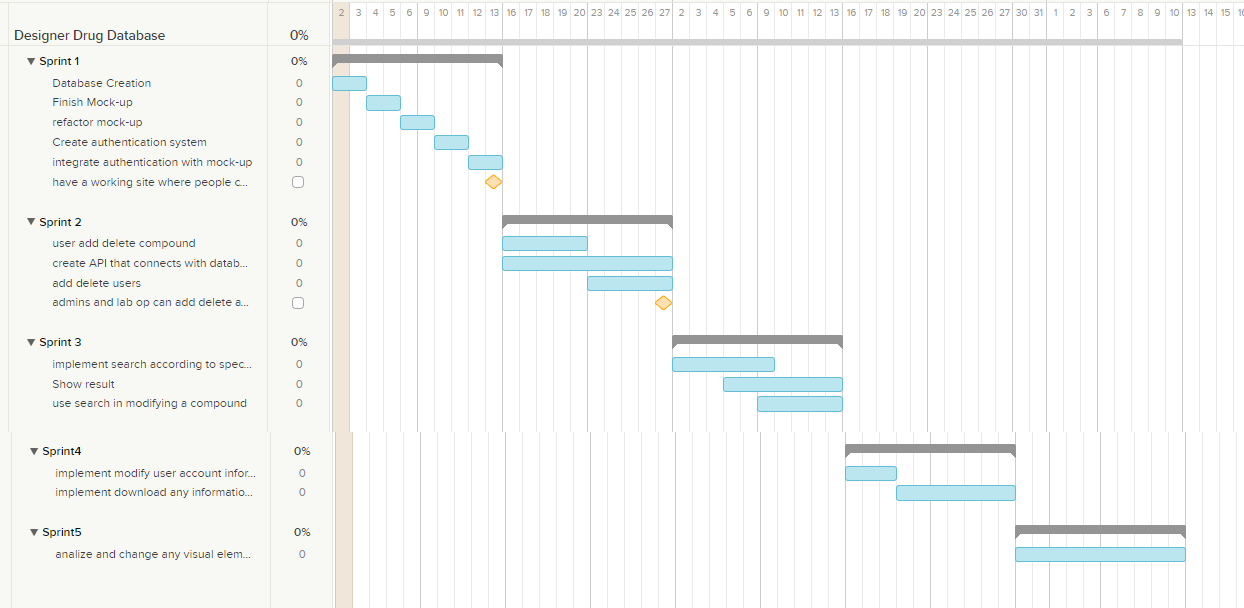 2 3 4 5 6 9 10 11 12 13 16 17 18 19 20 23 24 25 26 27 2 3 4 5 6 9 10 11 12 13 16 17 18 19 20 23 24 25 26 27 30 31 1 2 3 6 7 8 9 10 13 14 15 16
Designer Drug Database 0%
Sprint 1 0%
Database Creation 0
Finish Mock-up 0
refactor mock-up 0
Create authentication system 0
integrate authentication with mock-up 0
have a working site where people c...
Sprint 2 0%
user add delete compound 0
create API that connects with datab... 0
add delete users 0
admins and lab op can add delete a...
Sprint 3 0%
implement search according to spec... 0
Show result 0
use search in modifying a compound 0
Sprint4 0%
implement modify user account infor... 0
implement download any informatio... 0
Sprint5 0%
analize and change any visual elem... 0